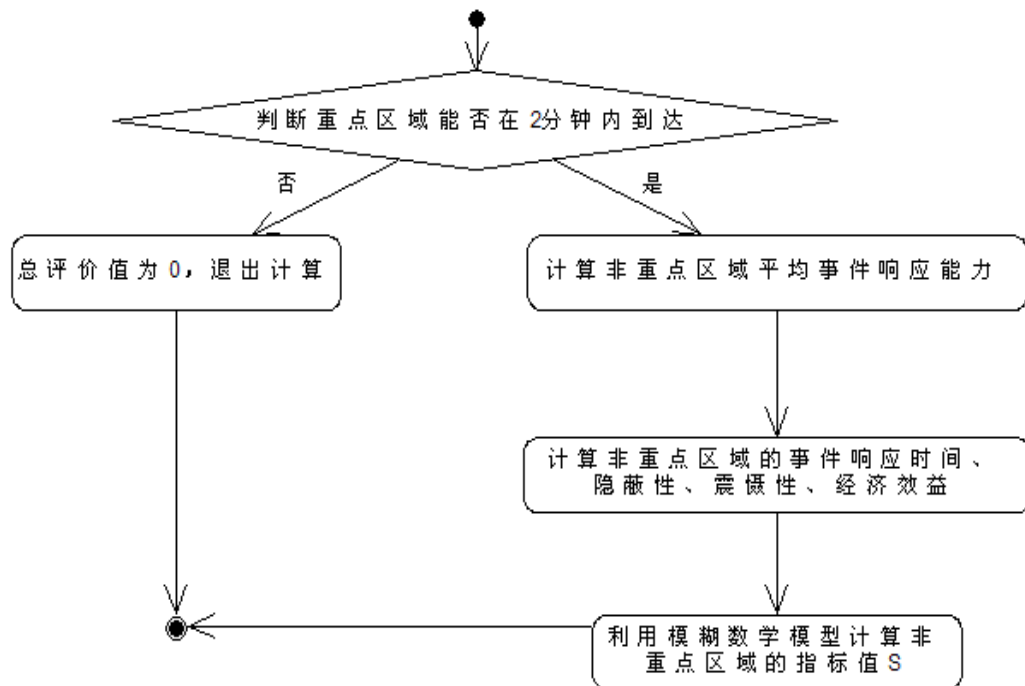 判断重点区域能否在2分钟内到达
否
是
总评价值为0，退出计算
计算非重点区域平均事件响应能力
计算非重点区域的事件响应时间、
隐蔽性、震慑性、经济效益
利用模糊数学模型计算非
重点区域的指标值S